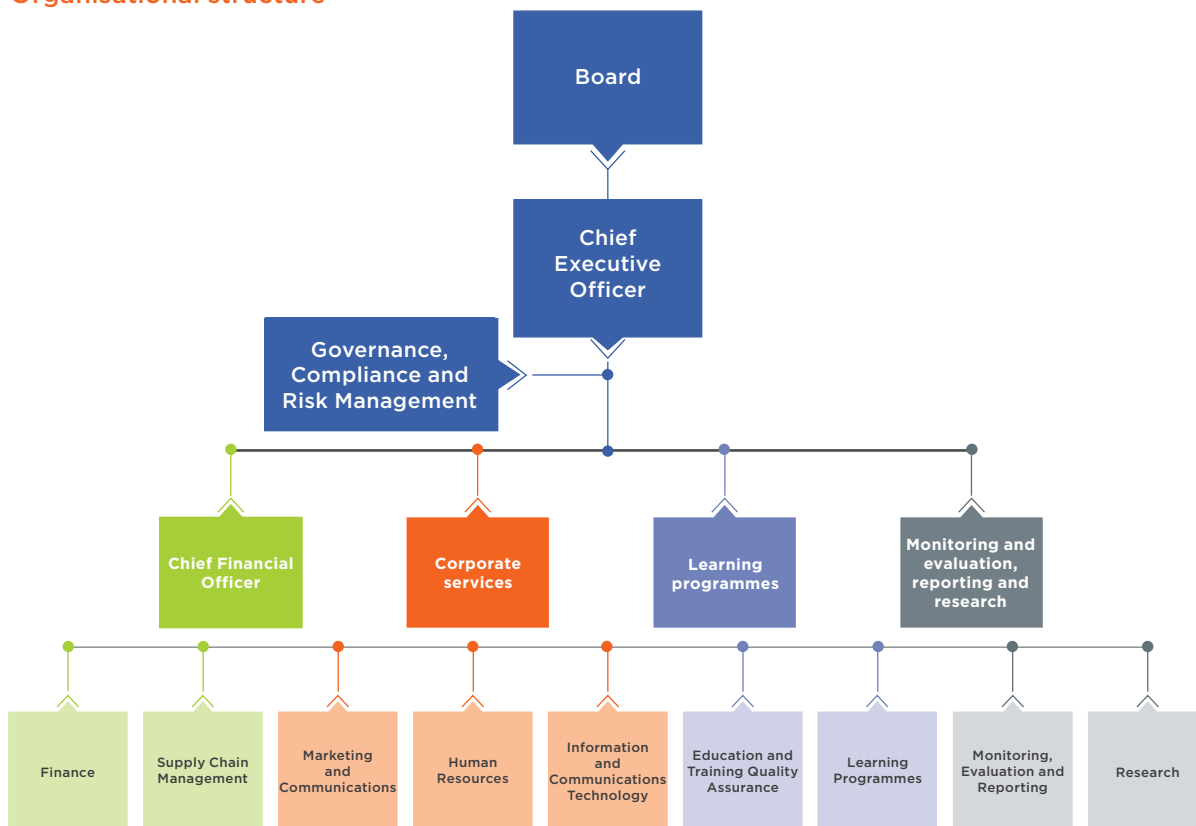 Organisational structure
Board
Chief
Executive
Officer
Governance,
Compliance and
Risk Management
Chief Financial
Officer
Corporate
services
Learning
programmes
Monitoring and
evaluation,
reporting and
research
Finance
Supply Chain
Management
Marketing
and
Communications
Human
Resources
Information
and
Communications
Technology
Education and
Training Quality
Assurance
Learning
Programmes
Monitoring,
Evaluation and
Reporting
Research